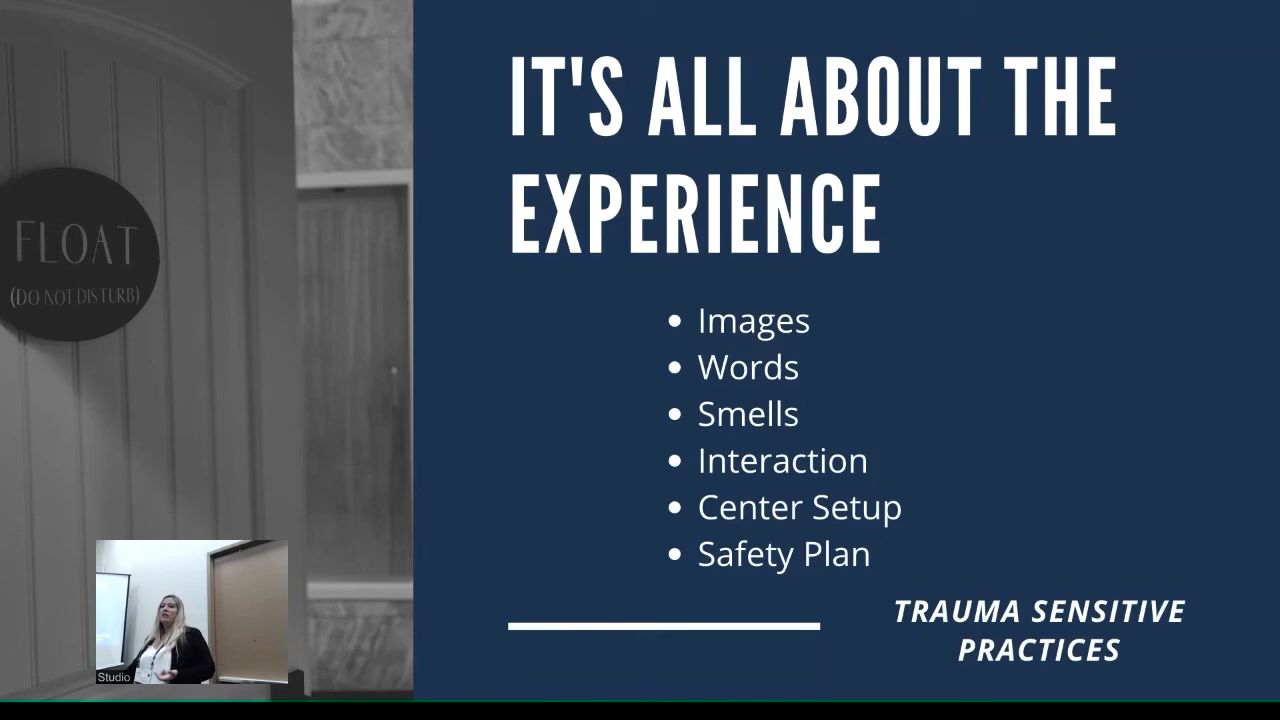 FLOAT
(DO NOT DISTURB)
IT'S ALL ABOUT THE
EXPERIENCE
Images
Words
Smells
Interaction
Center Setup
Safety Plan
TRAUMA SENSITIVE
PRACTICES
Studio